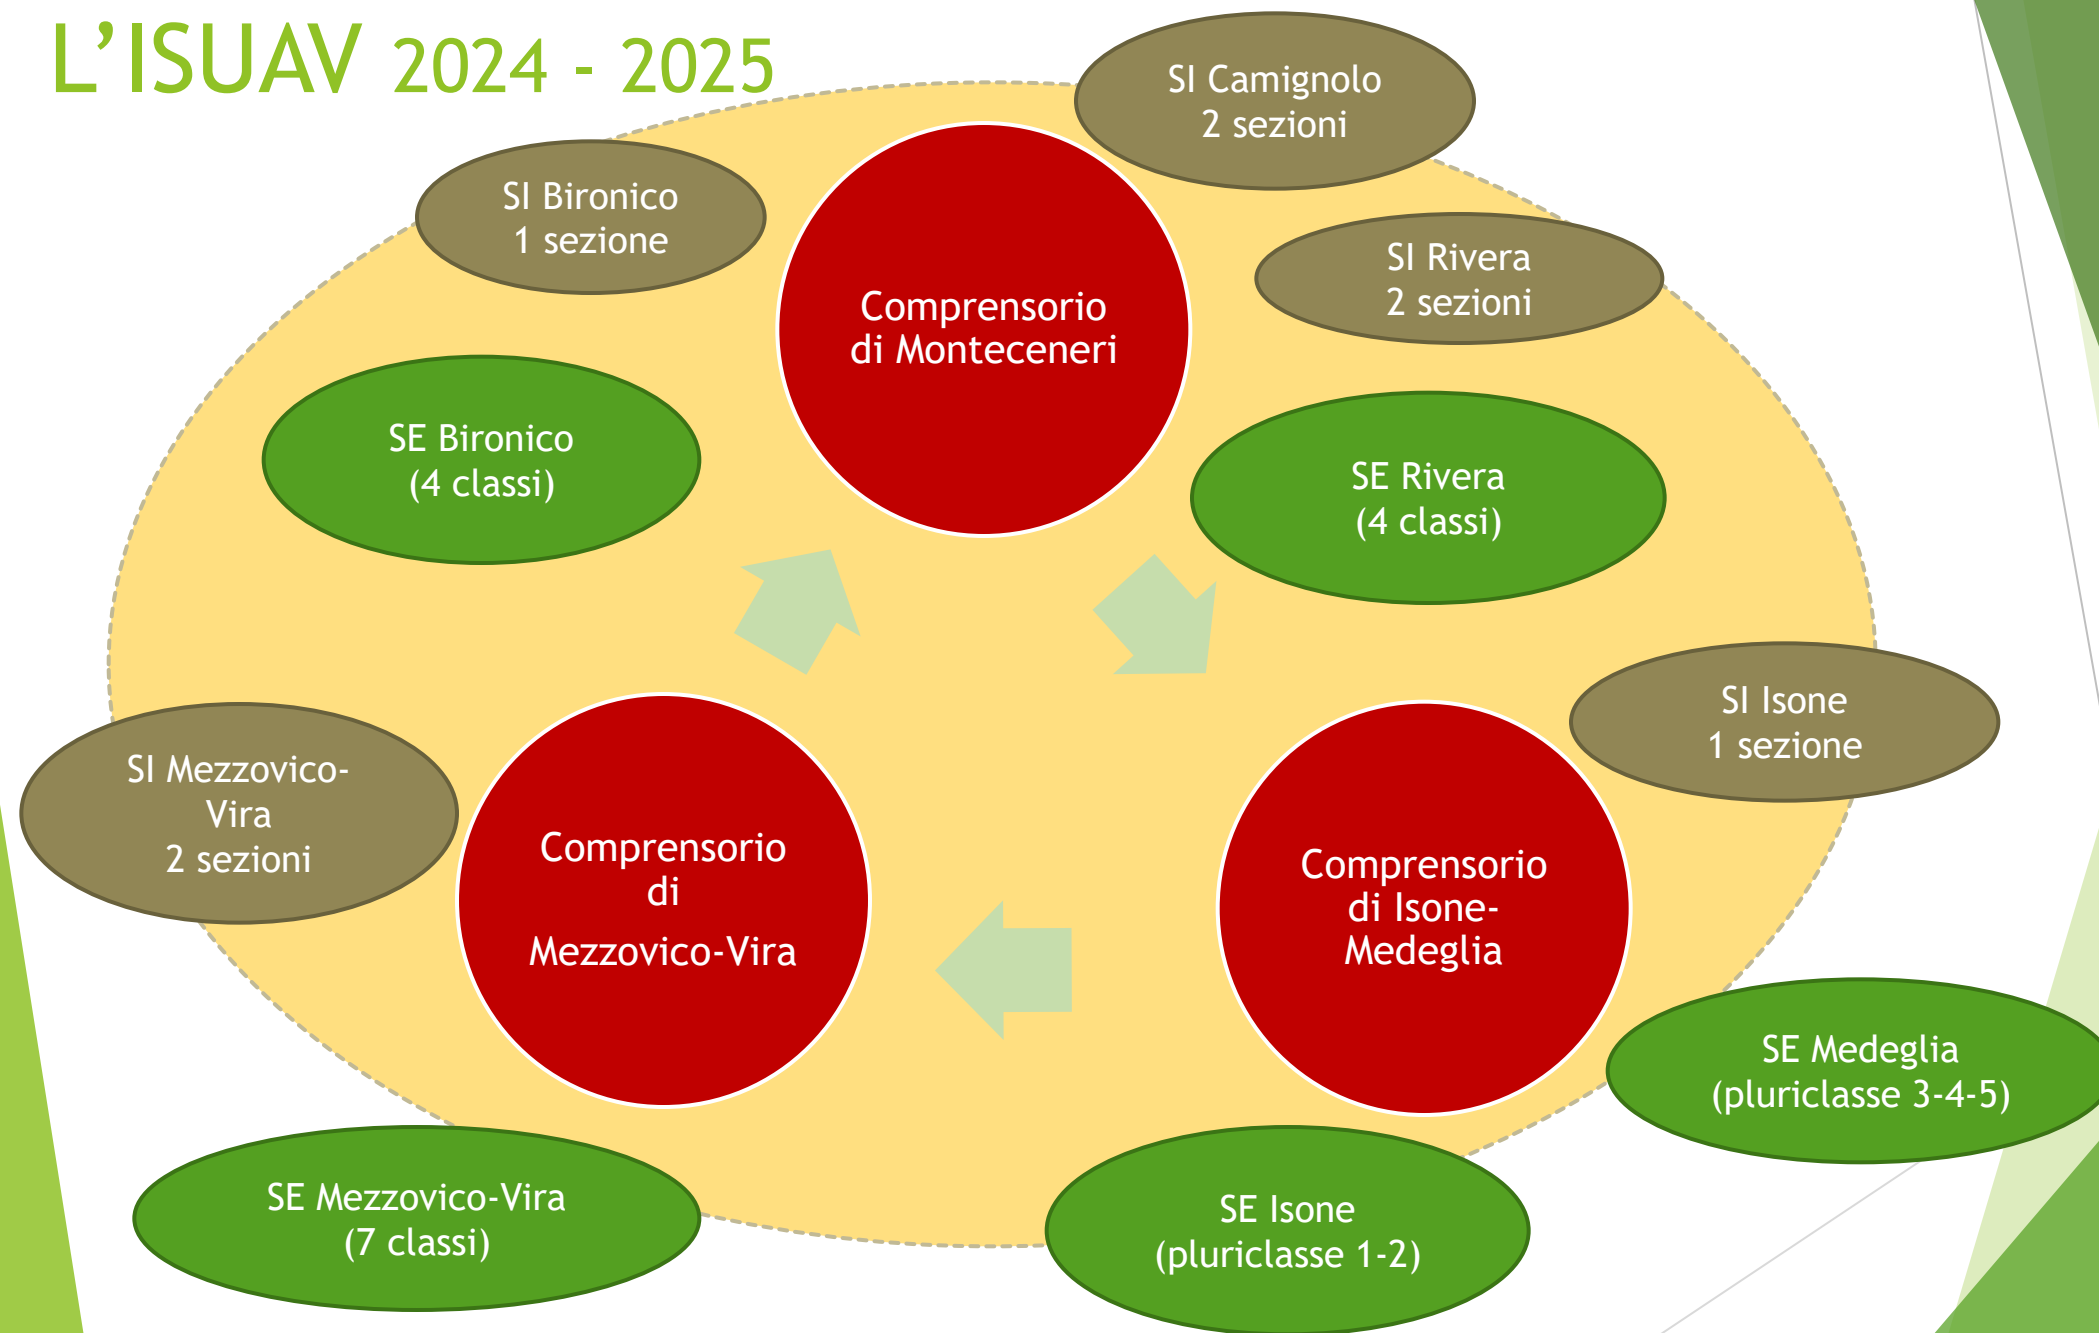 L’ISUAV 2024 - 2025
SI Camignolo
2 sezioni
SI Bironico
1 sezione
SI Rivera
2 sezioni
Comprensorio
di Monteceneri
SE Bironico
(4 classi)
SE Rivera
(4 classi)
SI Isone
1 sezione
SI Mezzovico-
Vira
2 sezioni
Comprensorio
di
Mezzovico-Vira
Comprensorio
di Isone-
Medeglia
SE Medeglia
(pluriclasse 3-4-5)
SE Mezzovico-Vira
(7 classi)
SE Isone
(pluriclasse 1-2)